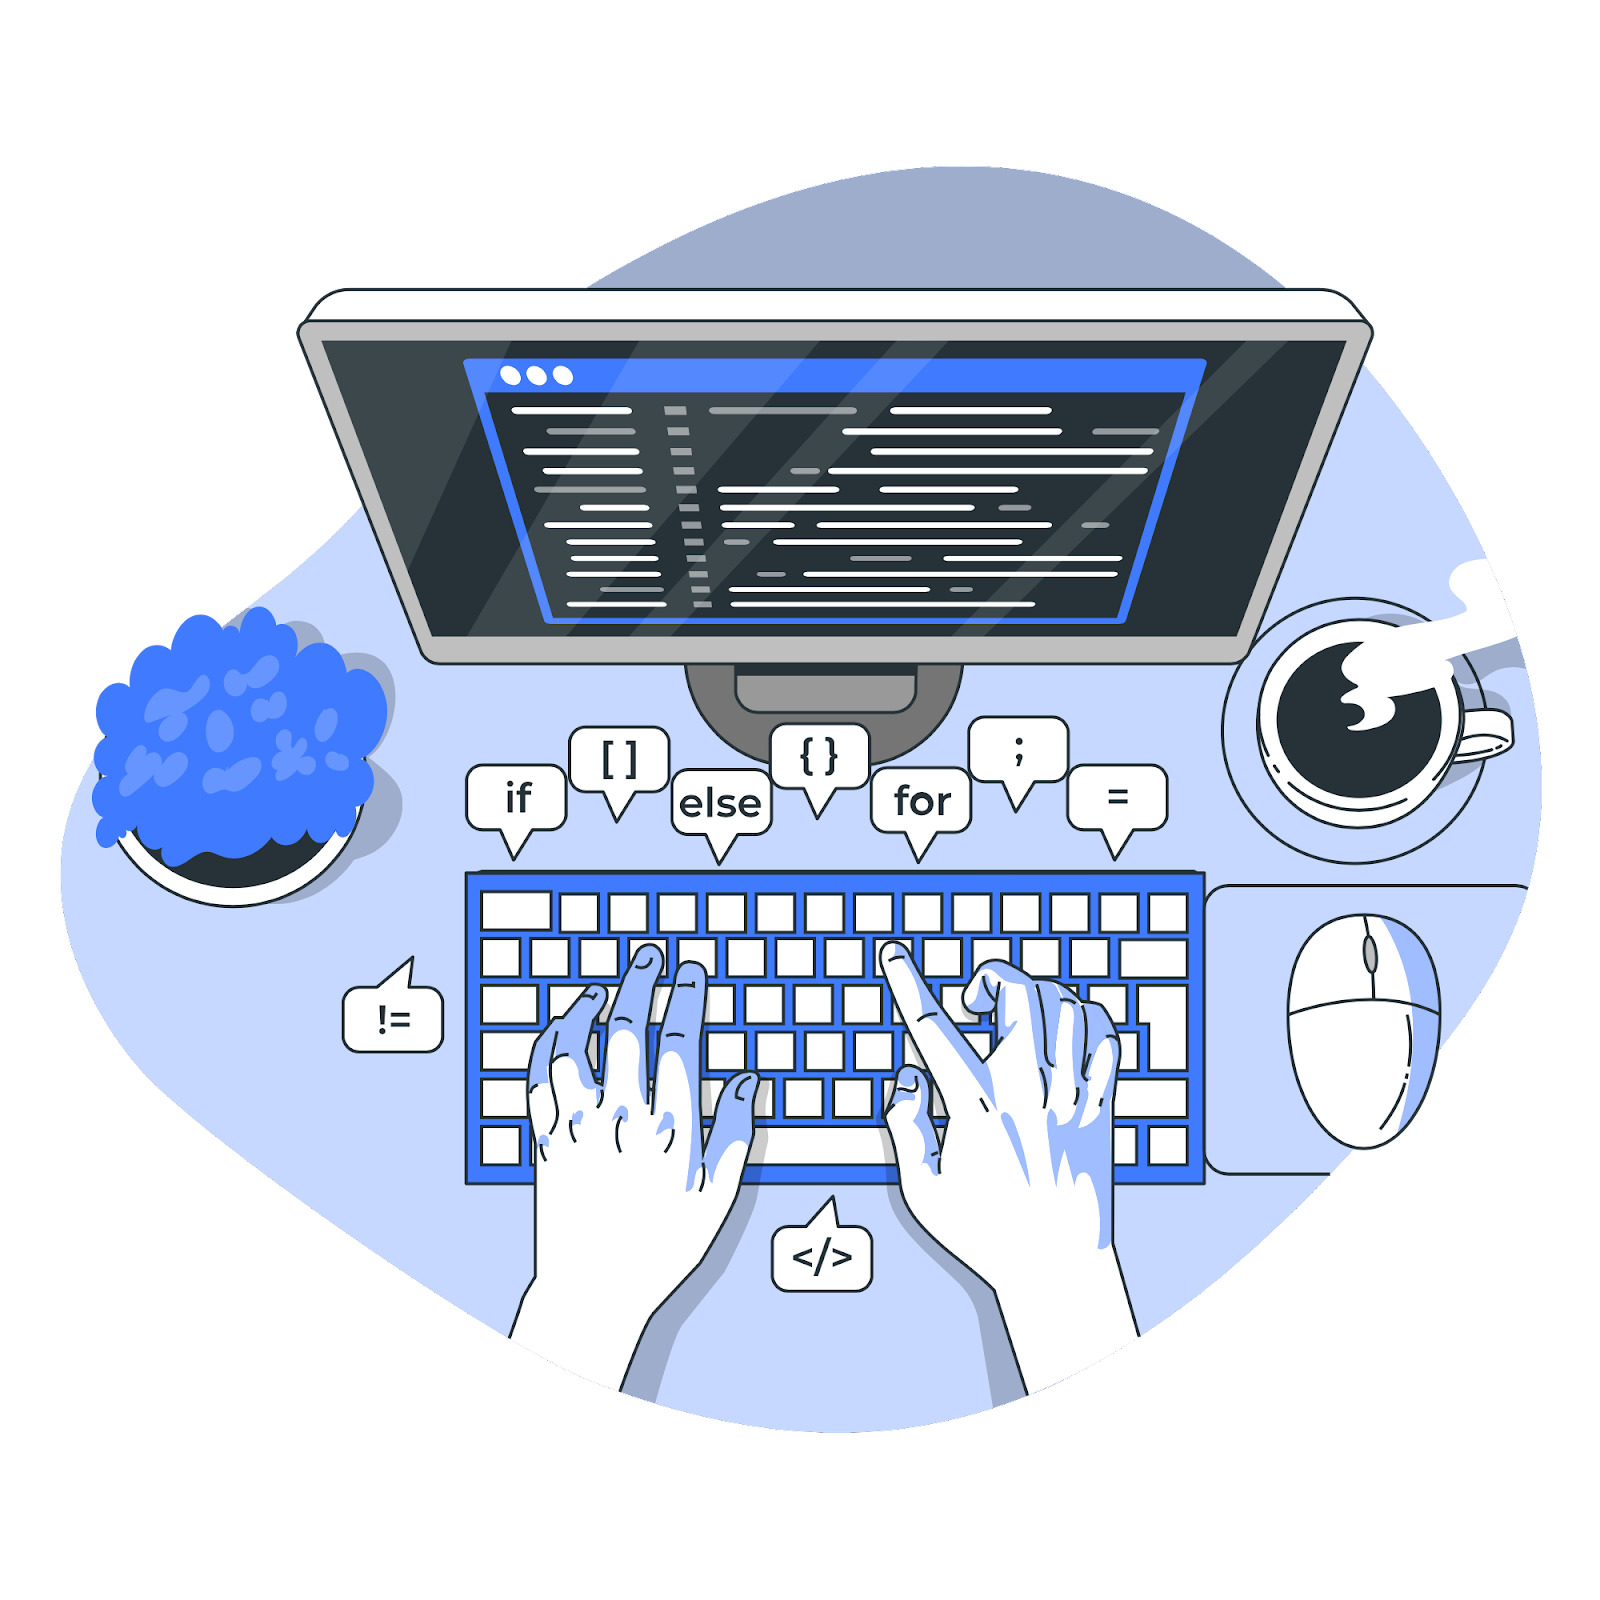 if
[ ]
else
{ }
for
;
=
!=
</>